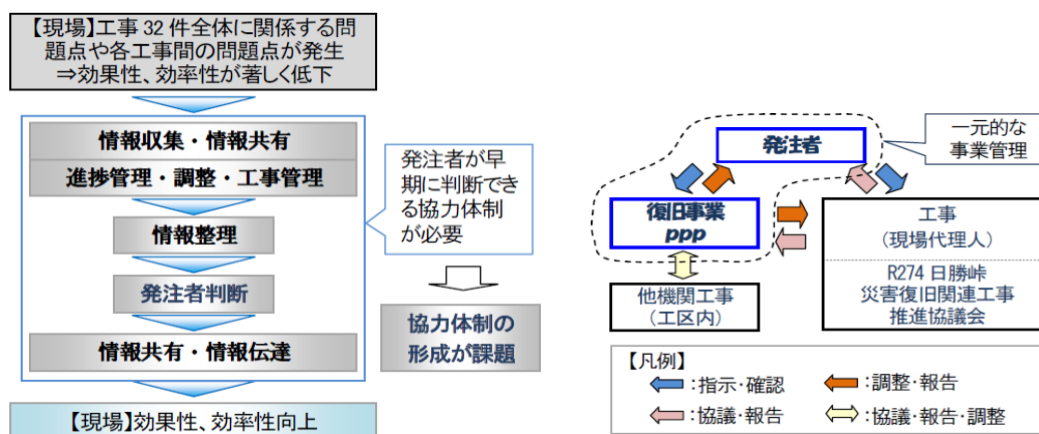 【現場】工事 32 件全体に関係する問
題点や各工事間の問題点が発生
⇒効果性、効率性が著しく低下
情報収集・情報共有
進捗管理・調整・工事管理
情報整理
発注者判断
情報共有・情報伝達
【現場】効果性、効率性向上
発注者が早
期に判断でき
る協力体制
が必要
協力体制の
形成が課題
発注者
一元的な
事業管理
復旧事業
ppp
工事
(現場代理人)
R274 日勝峠
災害復旧関連工事
推進協議会
他機関工事
(工区内)
【凡例】
:指示・確認
:調整・報告
:協議・報告
:協議・報告・調整